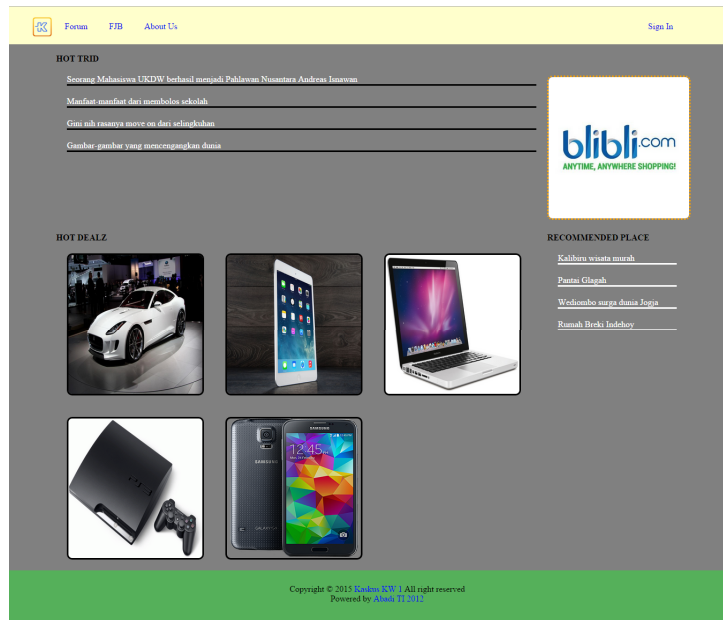 K Forum FJB About Us Sign In
HOT TRID
Seorang Mahasiswa UKDW berhasil menjadi Pahlawan Nusantara Andreas Isnawan
Manfaat-manfaat dari membolos sekolah
Gini nih rasanya move on dari selingkuhan
Gambar-gambar yang mencengangkan dunia
blibli.com
ANYTIME, ANYWHERE SHOPPING!
HOT DEALZ
RECOMMENDED PLACE
Kalibiru wisata murah
Pantai Glagah
Wediombo surga dunia Jogja
Rumah Breki Indehoy
SAMSUNG
SAMSUNG
12:45
Copyright © 2015 Kaskus KW 1 All right reserved
Powered by Abadi TI 2012